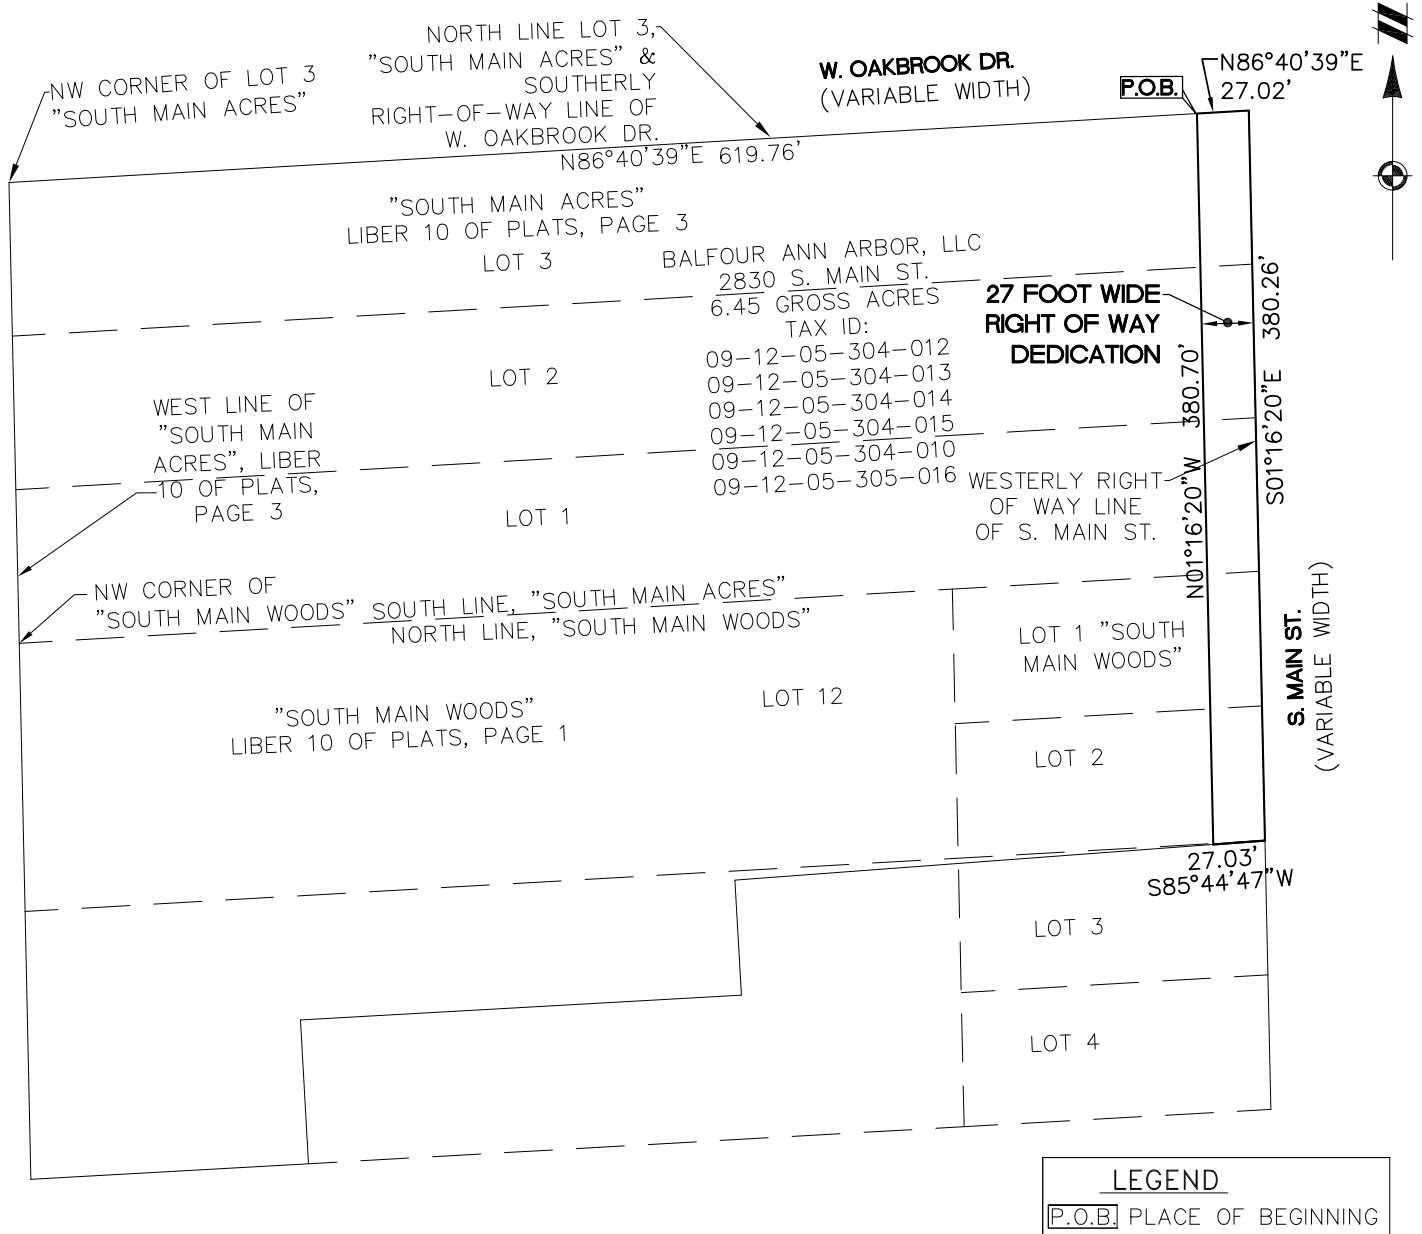 NORTH LINE LOT 3,
"SOUTH MAIN ACRES" &
SOUTHERLY
RIGHT-OF-WAY LINE OF
W. OAKBROOK DR.
N86°40'39"E 619.76'
NW CORNER OF LOT 3
"SOUTH MAIN ACRES"
W. OAKBROOK DR.
(VARIABLE WIDTH)
P.O.B.
N86°40'39"E
27.02'
"SOUTH MAIN ACRES"
LIBER 10 OF PLATS, PAGE 3
LOT 3
BALFOUR ANN ARBOR, LLC
2830 S. MAIN ST.
6.45 GROSS ACRES
TAX ID:
09-12-05-304-012
09-12-05-304-013
09-12-05-304-014
09-12-05-304-015
09-12-05-304-010
09-12-05-305-016
27 FOOT WIDE
RIGHT OF WAY
DEDICATION
N01°16'20"W 380.70'
S01°16'20"E 380.26'
LOT 2
WEST LINE OF
"SOUTH MAIN
ACRES", LIBER
10 OF PLATS,
PAGE 3
LOT 1
WESTERLY RIGHT
OF WAY LINE
OF S. MAIN ST.
NW CORNER OF
"SOUTH MAIN WOODS"
SOUTH LINE, "SOUTH MAIN ACRES"
NORTH LINE, "SOUTH MAIN WOODS"
LOT 1 "SOUTH
MAIN WOODS"
S. MAIN ST.
(VARIABLE WIDTH)
"SOUTH MAIN WOODS"
LIBER 10 OF PLATS, PAGE 1
LOT 12
LOT 2
27.03'
S85°44'47"W
LOT 3
LOT 4
LEGEND
P.O.B. PLACE OF BEGINNING